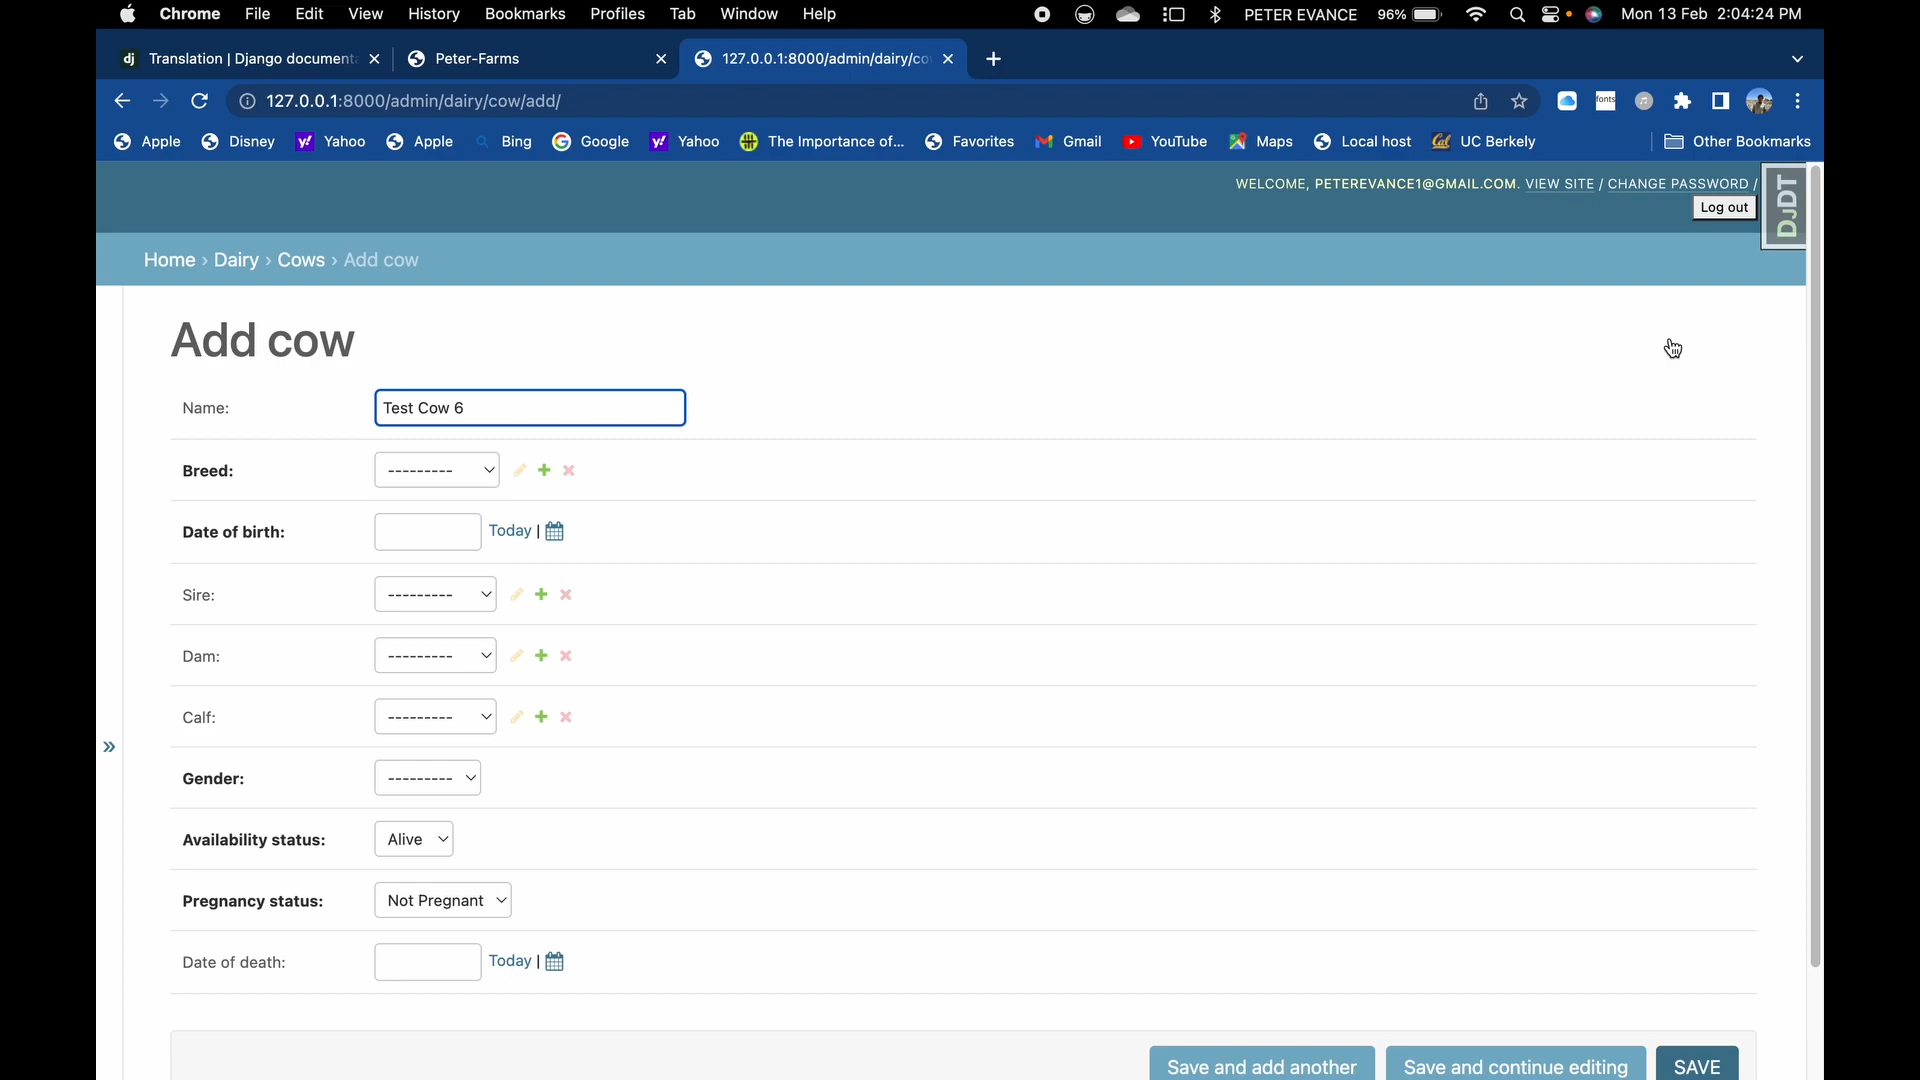 Chrome File Edit View History Bookmarks Profiles Tab Window Help PETER EVANCE 96% Mon 13 Feb 2:04:24 PM
dj Translation | Django documenta Peter-Farms 127.0.0.1:8000/admin/dairy/co
127.0.0.1:8000/admin/dairy/cow/add/ fonts
Apple Disney Yahoo Apple Bing Google Yahoo The Importance of... Favorites Gmail YouTube Maps Local host Cal UC Berkely Other Bookmarks
WELCOME, PETEREVANCE1@GMAIL.COM. VIEW SITE / CHANGE PASSWORD /
Log out
DJDT
Home › Dairy › Cows › Add cow
Add cow
Name: Test Cow 6
Breed: ---------
Date of birth: Today |
Sire: ---------
Dam: ---------
Calf: ---------
»
Gender: ---------
Availability status: Alive
Pregnancy status: Not Pregnant
Date of death: Today |
Save and add another Save and continue editing SAVE